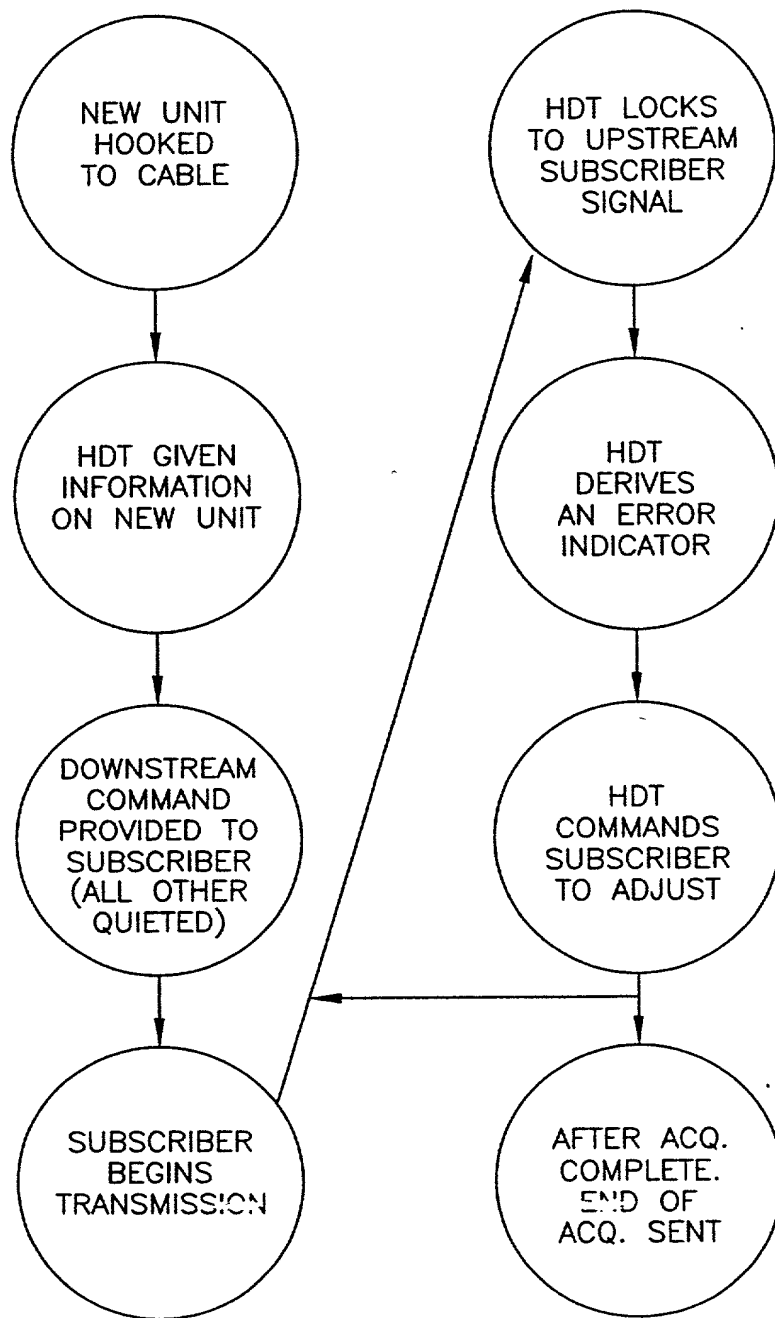 NEW UNIT
HOOKED
TO CABLE
HDT GIVEN
INFORMATION
ON NEW UNIT
DOWNSTREAM
COMMAND
PROVIDED TO
SUBSCRIBER
(ALL OTHER
QUIETED)
SUBSCRIBER
BEGINS
TRANSMISSION
HDT LOCKS
TO UPSTREAM
SUBSCRIBER
SIGNAL
HDT
DERIVES
AN ERROR
INDICATOR
HDT
COMMANDS
SUBSCRIBER
TO ADJUST
AFTER ACQ.
COMPLETE.
END OF
ACQ. SENT